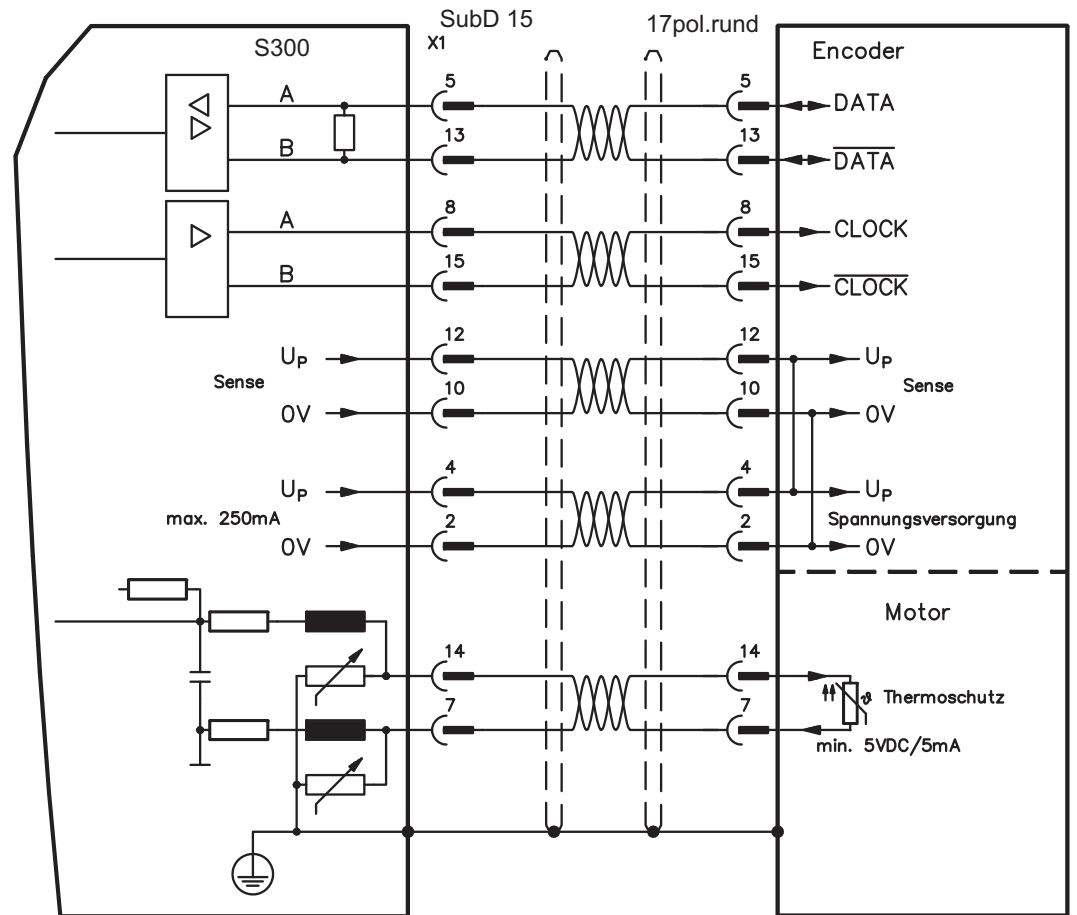 SubD 15
17pol.rund
S300
X1
Encoder
A
5
5
DATA
B
13
13
DATA
A
8
8
CLOCK
B
15
15
CLOCK
UP
12
12
UP
Sense
Sense
0V
10
10
0V
UP
4
4
UP
max. 250mA
Spannungsversorgung
0V
2
2
0V
Motor
14
14
ϑ Thermoschutz
7
7
min. 5VDC/5mA